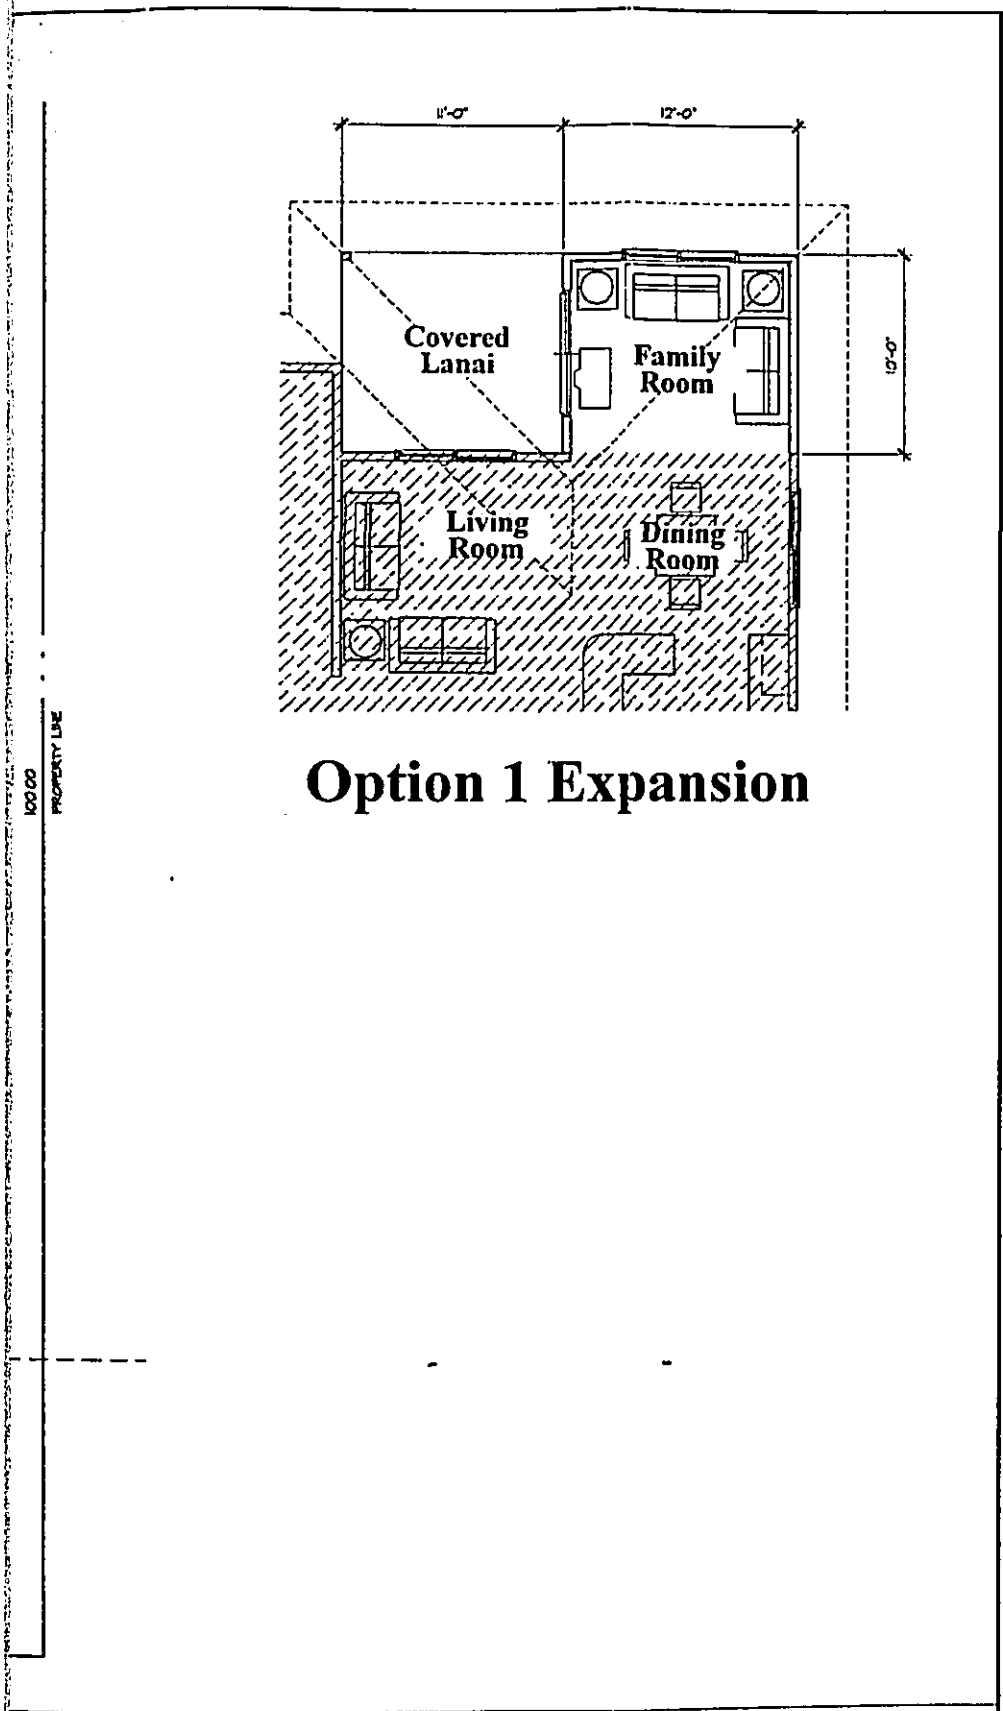 11'-0"
12'-0"
10'-0"
Covered
Lanai
Family
Room
Living
Room
Dining
Room
Option 1 Expansion
100.00
PROPERTY LINE